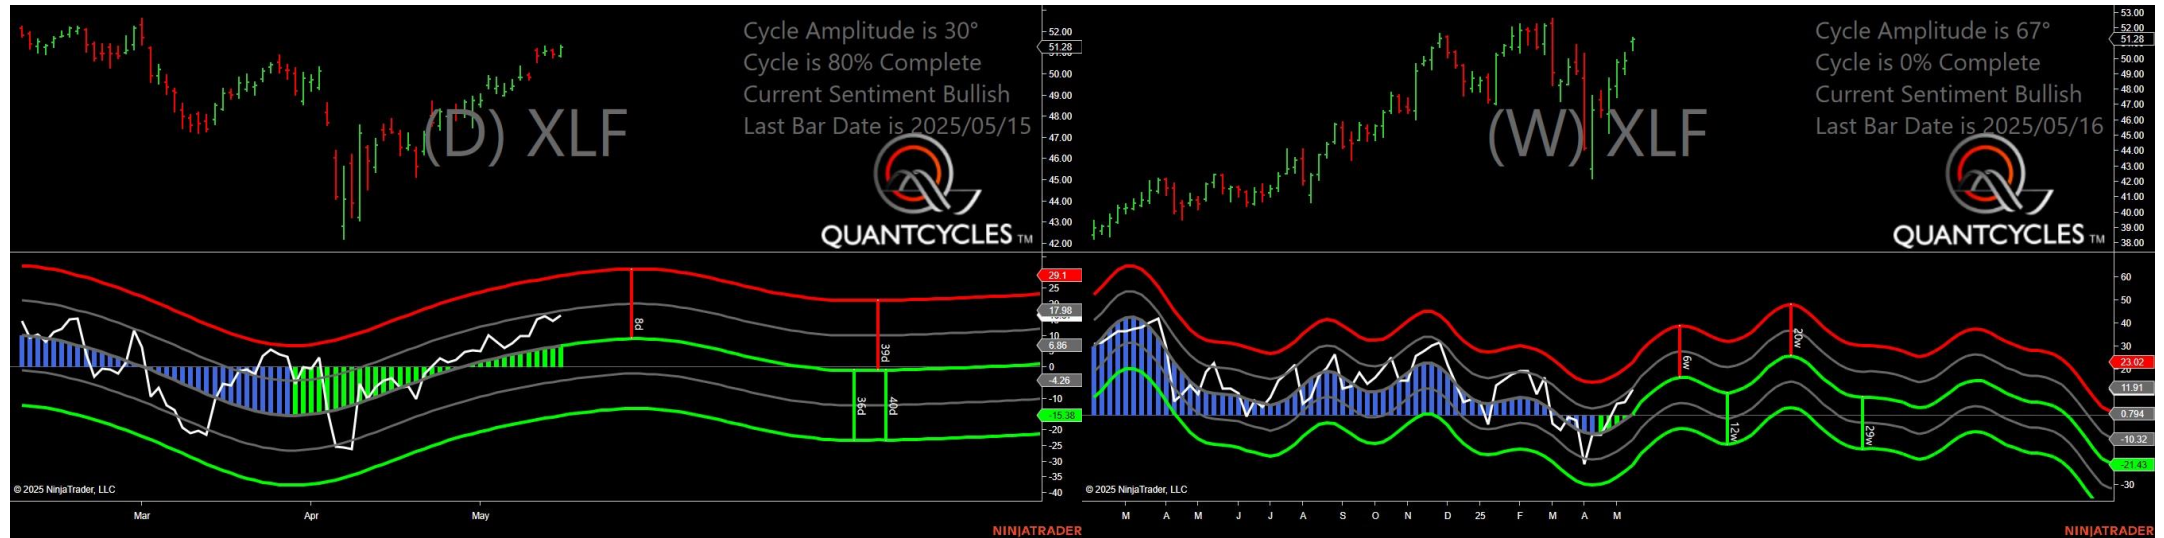 Cycle Amplitude is 30°
Cycle is 80% Complete
Current Sentiment Bullish
Last Bar Date is 2025/05/15
(D) XLF
QUANTCYCLES TM
52.00
51.28
50.00
49.00
48.00
47.00
46.00
45.00
44.00
43.00
42.00
29.1
25
17.98
10
6.86
0
-4.26
-10
-15.38
-20
-25
-30
-35
-40
8d
39d
36d
40d
© 2025 NinjaTrader, LLC
Mar
Apr
May
NINJATRADER
Cycle Amplitude is 67°
Cycle is 0% Complete
Current Sentiment Bullish
Last Bar Date is 2025/05/16
(W) XLF
QUANTCYCLES TM
53.00
52.00
51.28
50.00
49.00
48.00
47.00
46.00
45.00
44.00
43.00
42.00
41.00
40.00
39.00
38.00
60
50
40
30
23.02
11.91
0.794
-10.32
-21.43
-30
6w
12w
20w
29w
© 2025 NinjaTrader, LLC
M A M J J A S O N D 25 F M A M
NINJATRADER